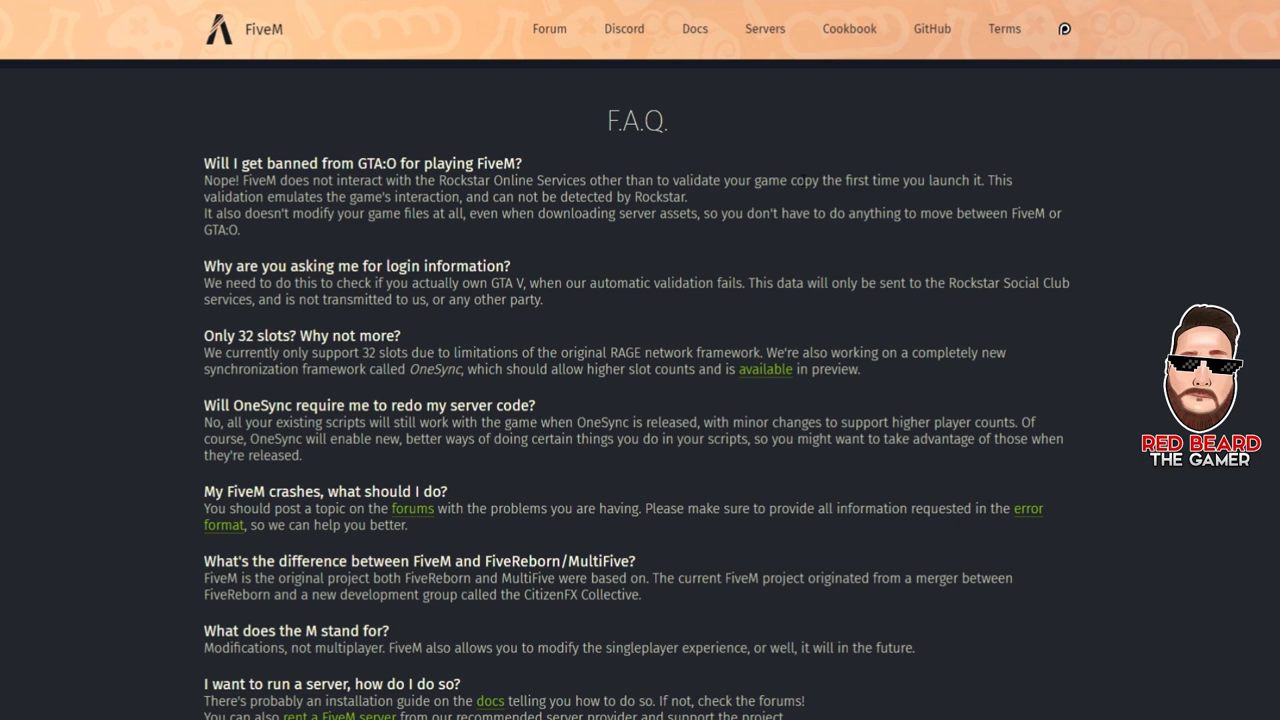 FiveM
Forum
Discord
Docs
Servers
Cookbook
GitHub
Terms
F.A.Q.
Will I get banned from GTA:O for playing FiveM?
Nope! FiveM does not interact with the Rockstar Online Services other than to validate your game copy the first time you launch it. This
validation emulates the game's interaction, and can not be detected by Rockstar.
It also doesn't modify your game files at all, even when downloading server assets, so you don't have to do anything to move between FiveM or
GTA:O.
Why are you asking me for login information?
We need to do this to check if you actually own GTA V, when our automatic validation fails. This data will only be sent to the Rockstar Social Club
services, and is not transmitted to us, or any other party.
Only 32 slots? Why not more?
We currently only support 32 slots due to limitations of the original RAGE network framework. We're also working on a completely new
synchronization framework called OneSync, which should allow higher slot counts and is available in preview.
Will OneSync require me to redo my server code?
No, all your existing scripts will still work with the game when OneSync is released, with minor changes to support higher player counts. Of
course, OneSync will enable new, better ways of doing certain things you do in your scripts, so you might want to take advantage of those when
they're released.
My FiveM crashes, what should I do?
You should post a topic on the forums with the problems you are having. Please make sure to provide all information requested in the error
format, so we can help you better.
What's the difference between FiveM and FiveReborn/MultiFive?
FiveM is the original project both FiveReborn and MultiFive were based on. The current FiveM project originated from a merger between
FiveReborn and a new development group called the CitizenFX Collective.
What does the M stand for?
Modifications, not multiplayer. FiveM also allows you to modify the singleplayer experience, or well, it will in the future.
I want to run a server, how do I do so?
There's probably an installation guide on the docs telling you how to do so. If not, check the forums!
You can also rent a FiveM server from our recommended server provider and support the project.
RED BEARD
THE GAMER